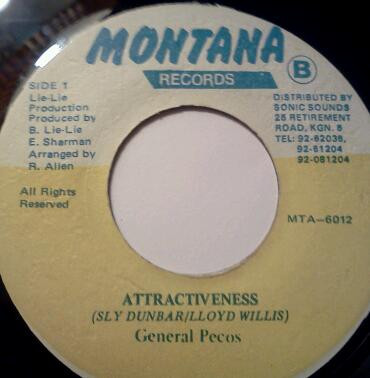 MONTANA
RECORDS
B
SIDE 1
Lie-Lie
Production
Produced by
B. Lie-Lie
E. Sharman
Arranged by
R. Allen
All Rights
Reserved
DISTRIBUTED BY
SONIC SOUNDS
25 RETIREMENT
ROAD, KGN. 5
TEL: 92-62036,
92-61204
92-081204
MTA-6012
ATTRACTIVENESS
(SLY DUNBAR/LLOYD WILLIS)
General Pecos